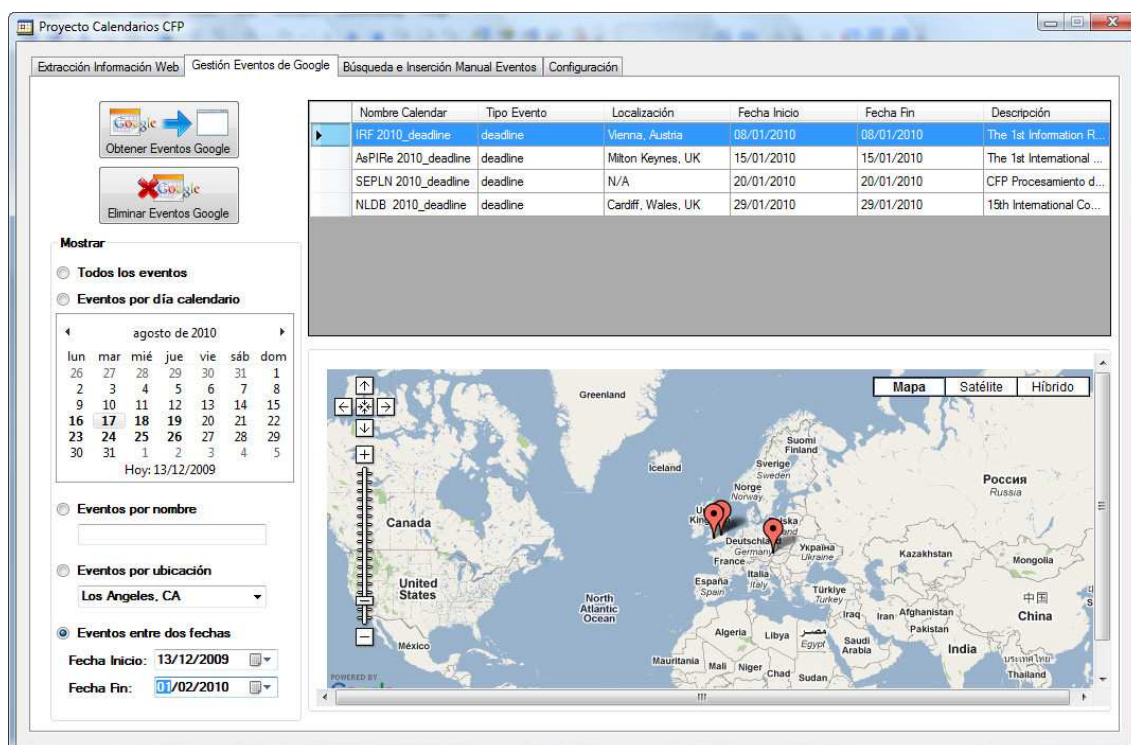 Proyecto Calendarios CFP
Extracción Información Web
Gestión Eventos de Google
Búsqueda e Inserción Manual Eventos
Configuración
Google
Obtener Eventos Google
Google
Eliminar Eventos Google
Nombre Calendar Tipo Evento Localización Fecha Inicio Fecha Fin Descripción
IRF 2010_deadline deadline Vienna, Austria 08/01/2010 08/01/2010 The 1st Information R...
AsPIRe 2010_deadline deadline Milton Keynes, UK 15/01/2010 15/01/2010 The 1st International ...
SEPLN 2010_deadline deadline N/A 20/01/2010 20/01/2010 CFP Procesamiento d...
NLDB 2010_deadline deadline Cardiff, Wales, UK 29/01/2010 29/01/2010 15th International Co...
Mostrar
Todos los eventos
Eventos por día calendario
agosto de 2010
lun mar mié jue vie sáb dom
26 27 28 29 30 31 1
2 3 4 5 6 7 8
9 10 11 12 13 14 15
16 17 18 19 20 21 22
23 24 25 26 27 28 29
30 31 1 2 3 4 5
Hoy: 13/12/2009
Eventos por nombre
Eventos por ubicación
Los Angeles, CA
Eventos entre dos fechas
Fecha Inicio: 13/12/2009
Fecha Fin: 01/02/2010
Mapa Satélite Híbrido
Greenland
Iceland
Suomi
Finland
Sverige
Sweden
Norge
Norway
Россия
Russia
Canada
Deutschland
Germany
Україна
Ukraine
France
Kazakhstan
Mongolia
United
States
España
Spain
Italia
Italy
Türkiye
Turkey
中国
China
North
Atlantic
Ocean
México
Algeria
Libya
مصر
Egypt
Iraq
Iran
Afghanistan
Pakistan
Saudi
Arabia
India
Mauritania
Mali
Niger
Chad
Sudan
Thailand
POWERED BY